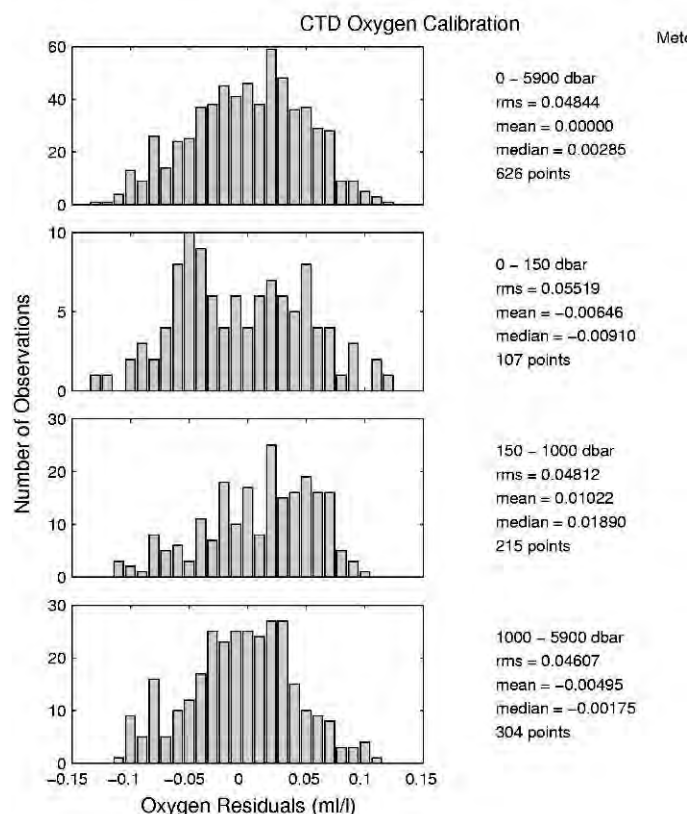 CTD Oxygen Calibration
Mete
60
40
20
0
0 − 5900 dbar
rms = 0.04844
mean = 0.00000
median = 0.00285
626 points
10
5
0
0 − 150 dbar
rms = 0.05519
mean = −0.00646
median = −0.00910
107 points
Number of Observations
30
20
10
0
150 − 1000 dbar
rms = 0.04812
mean = 0.01022
median = 0.01890
215 points
30
20
10
0
1000 − 5900 dbar
rms = 0.04607
mean = −0.00495
median = −0.00175
304 points
−0.15 −0.1 −0.05 0 0.05 0.1 0.15
Oxygen Residuals (ml/l)